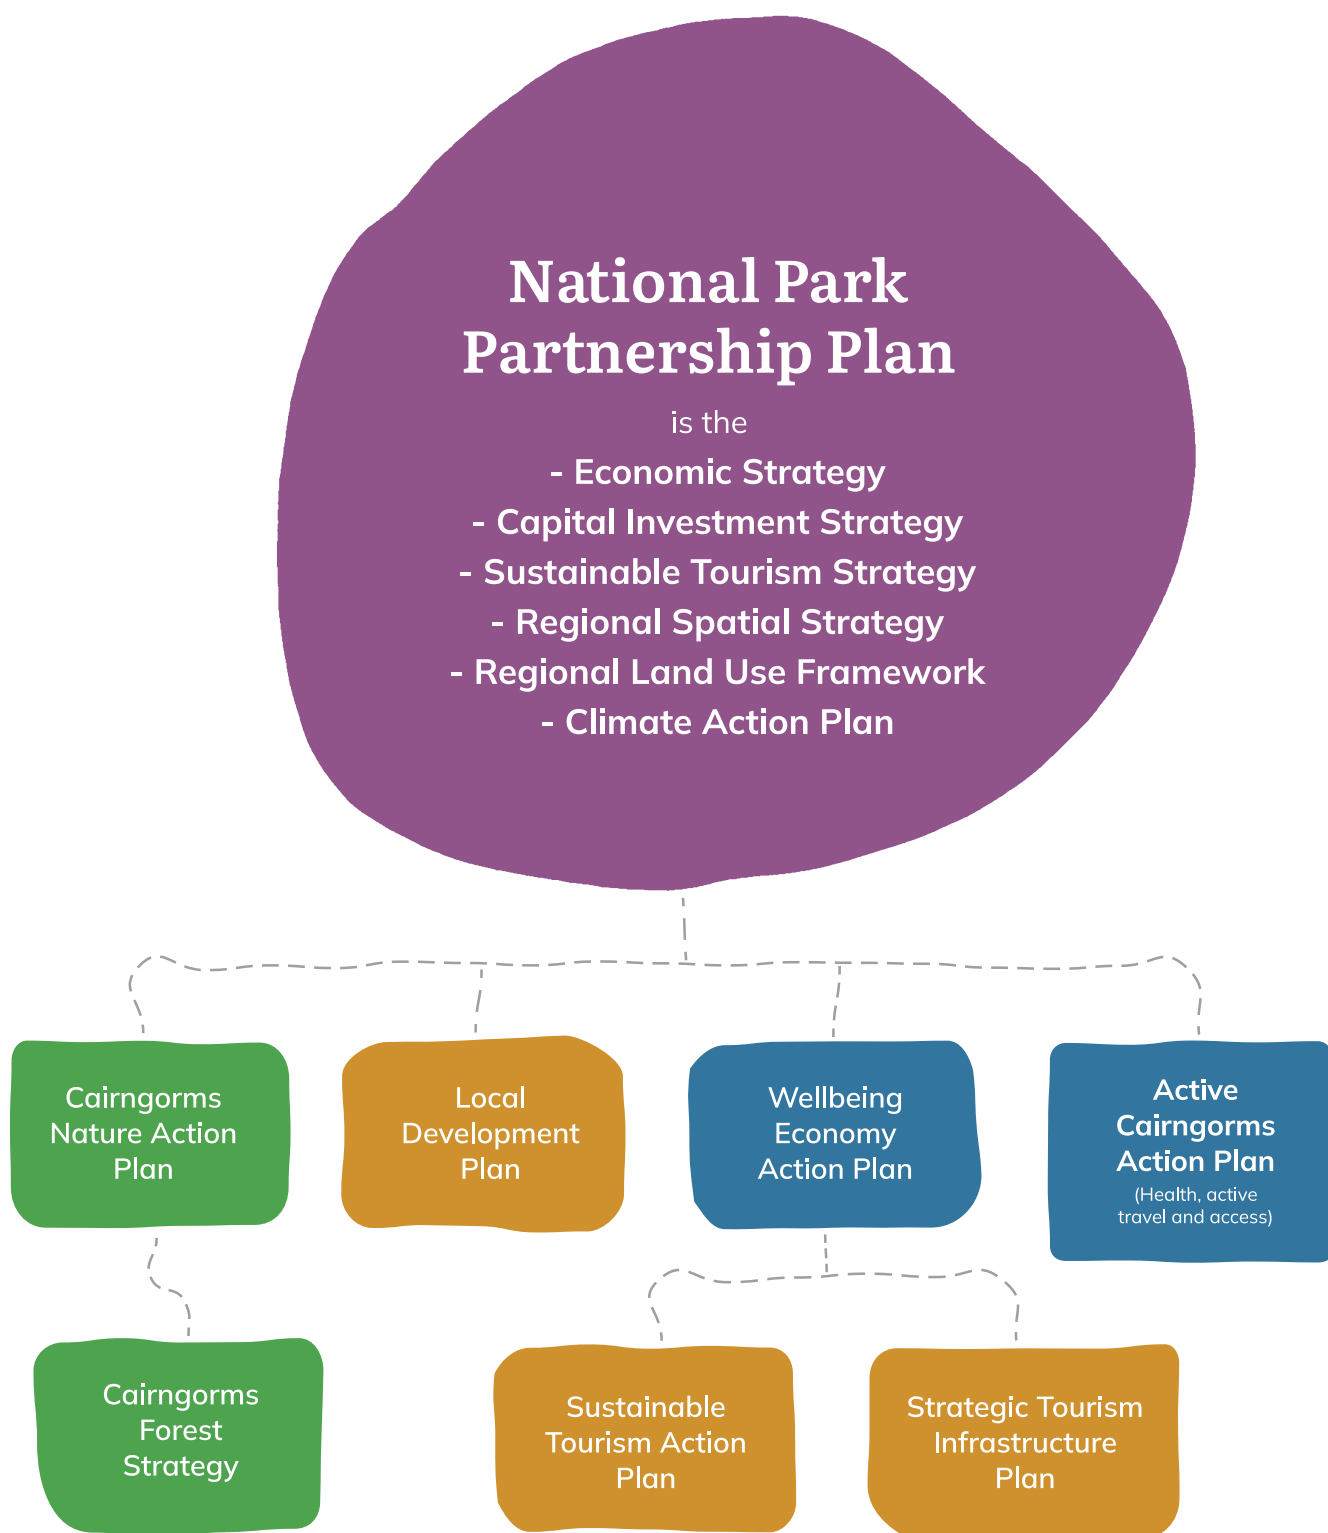 National Park
Partnership Plan
is the
- Economic Strategy
- Capital Investment Strategy
- Sustainable Tourism Strategy
- Regional Spatial Strategy
- Regional Land Use Framework
- Climate Action Plan
Cairngorms
Nature Action
Plan
Local
Development
Plan
Wellbeing
Economy
Action Plan
Active
Cairngorms
Action Plan
(Health, active
travel and access)
Cairngorms
Forest
Strategy
Sustainable
Tourism Action
Plan
Strategic Tourism
Infrastructure
Plan